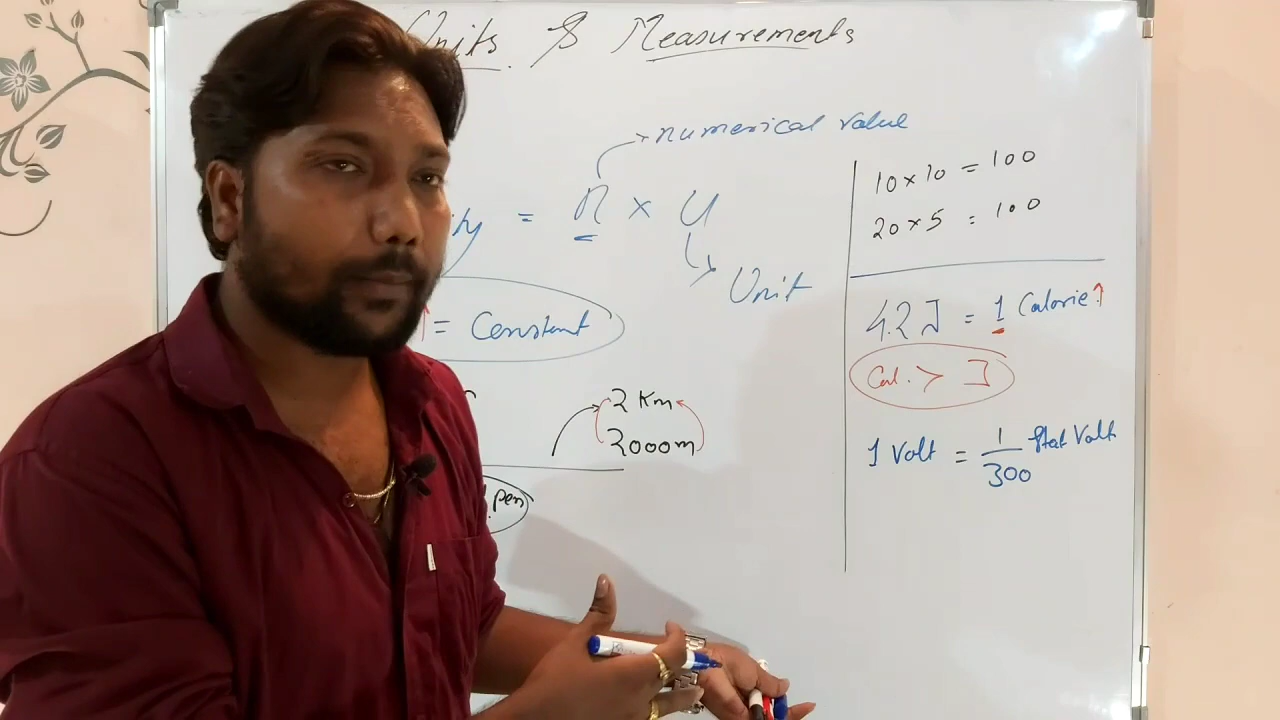 Units & Measurements
numerical value
= n × u
Unit
= Constant
2 Km
2000m
pen
10 × 10 = 100
20 × 5 = 100
4.2 J = 1 Calorie ↑
Cal. > J
1 Volt = 1/300 Stat Volt